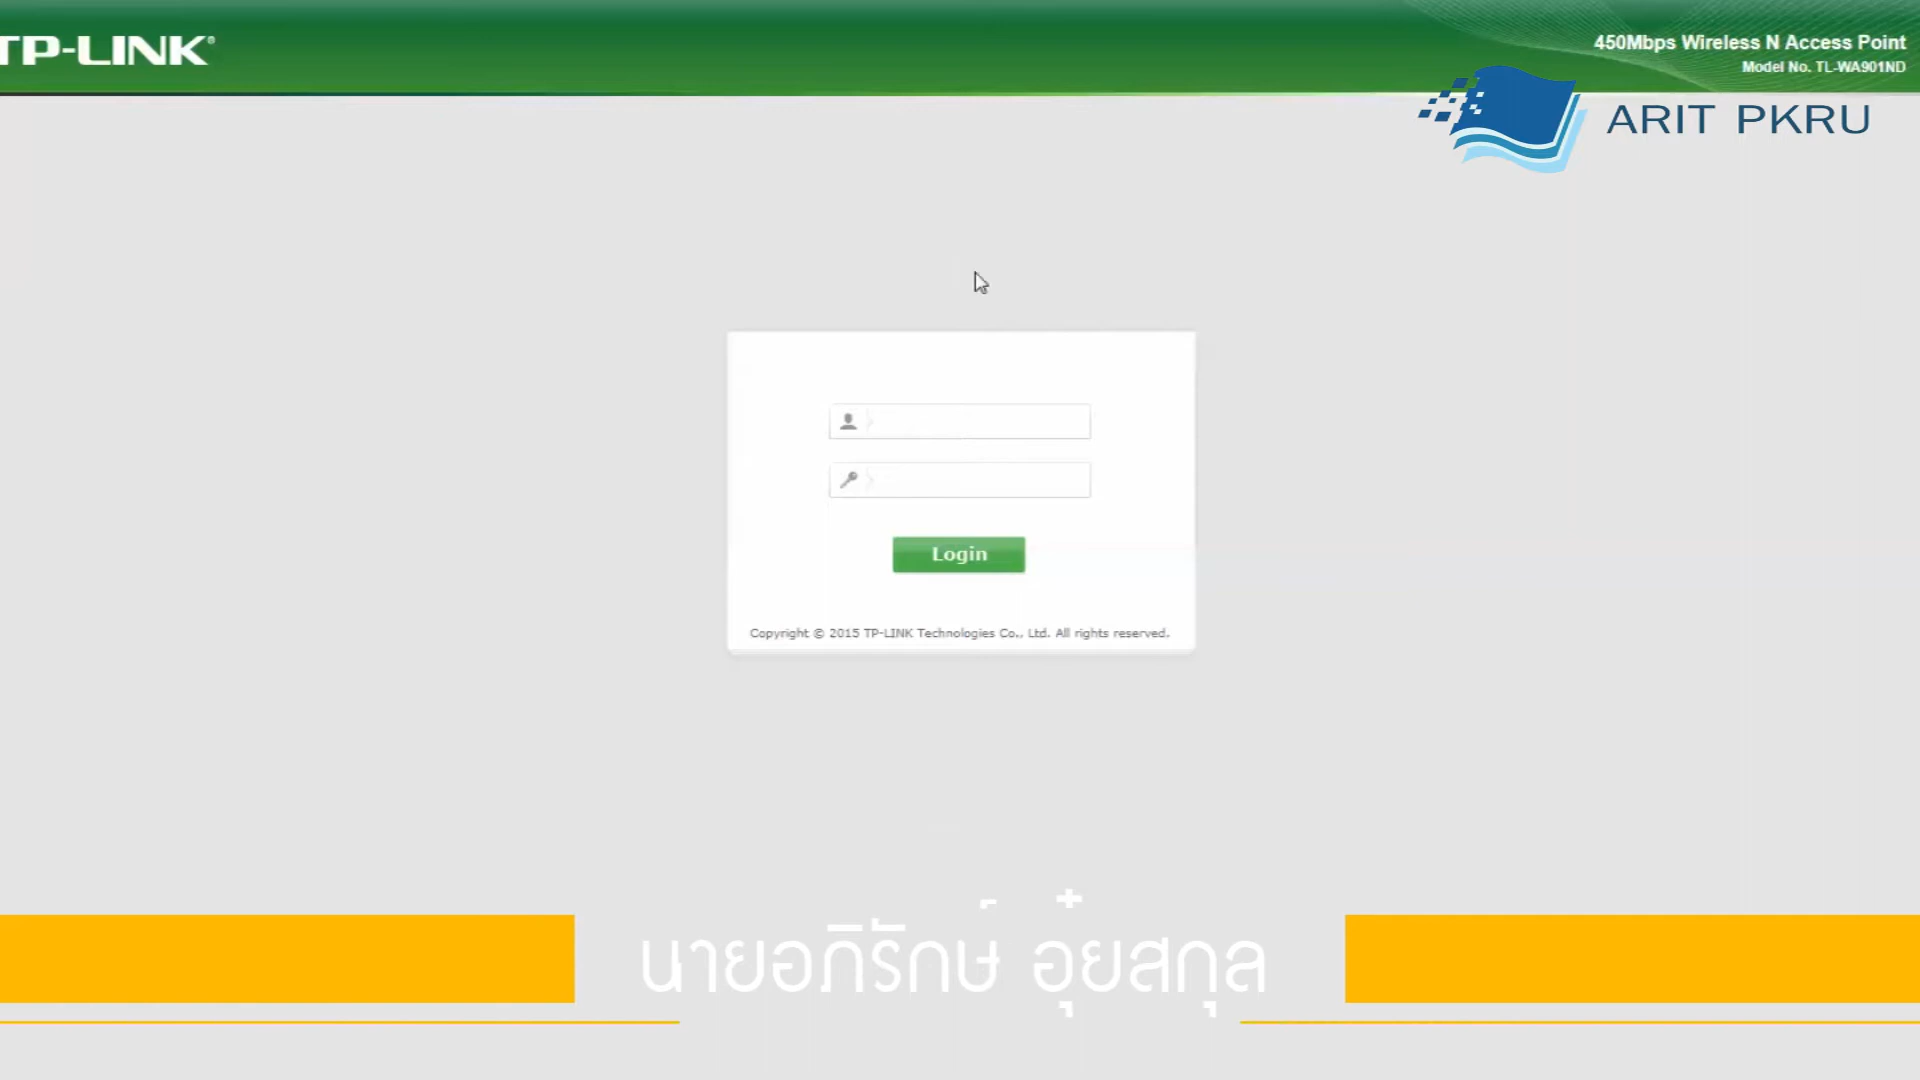 TP-LINK®
450Mbps Wireless N Access Point
Model No. TL-WA901ND
ARIT PKRU
Login
Copyright © 2015 TP-LINK Technologies Co., Ltd. All rights reserved.
นายอภิรักษ์ อุ๋ยสกุล